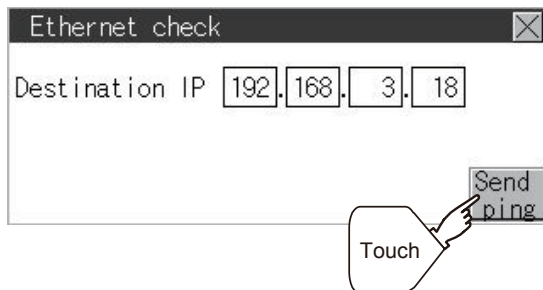 Ethernet check
Destination IP 192.168. 3. 18
Send
ping
Touch